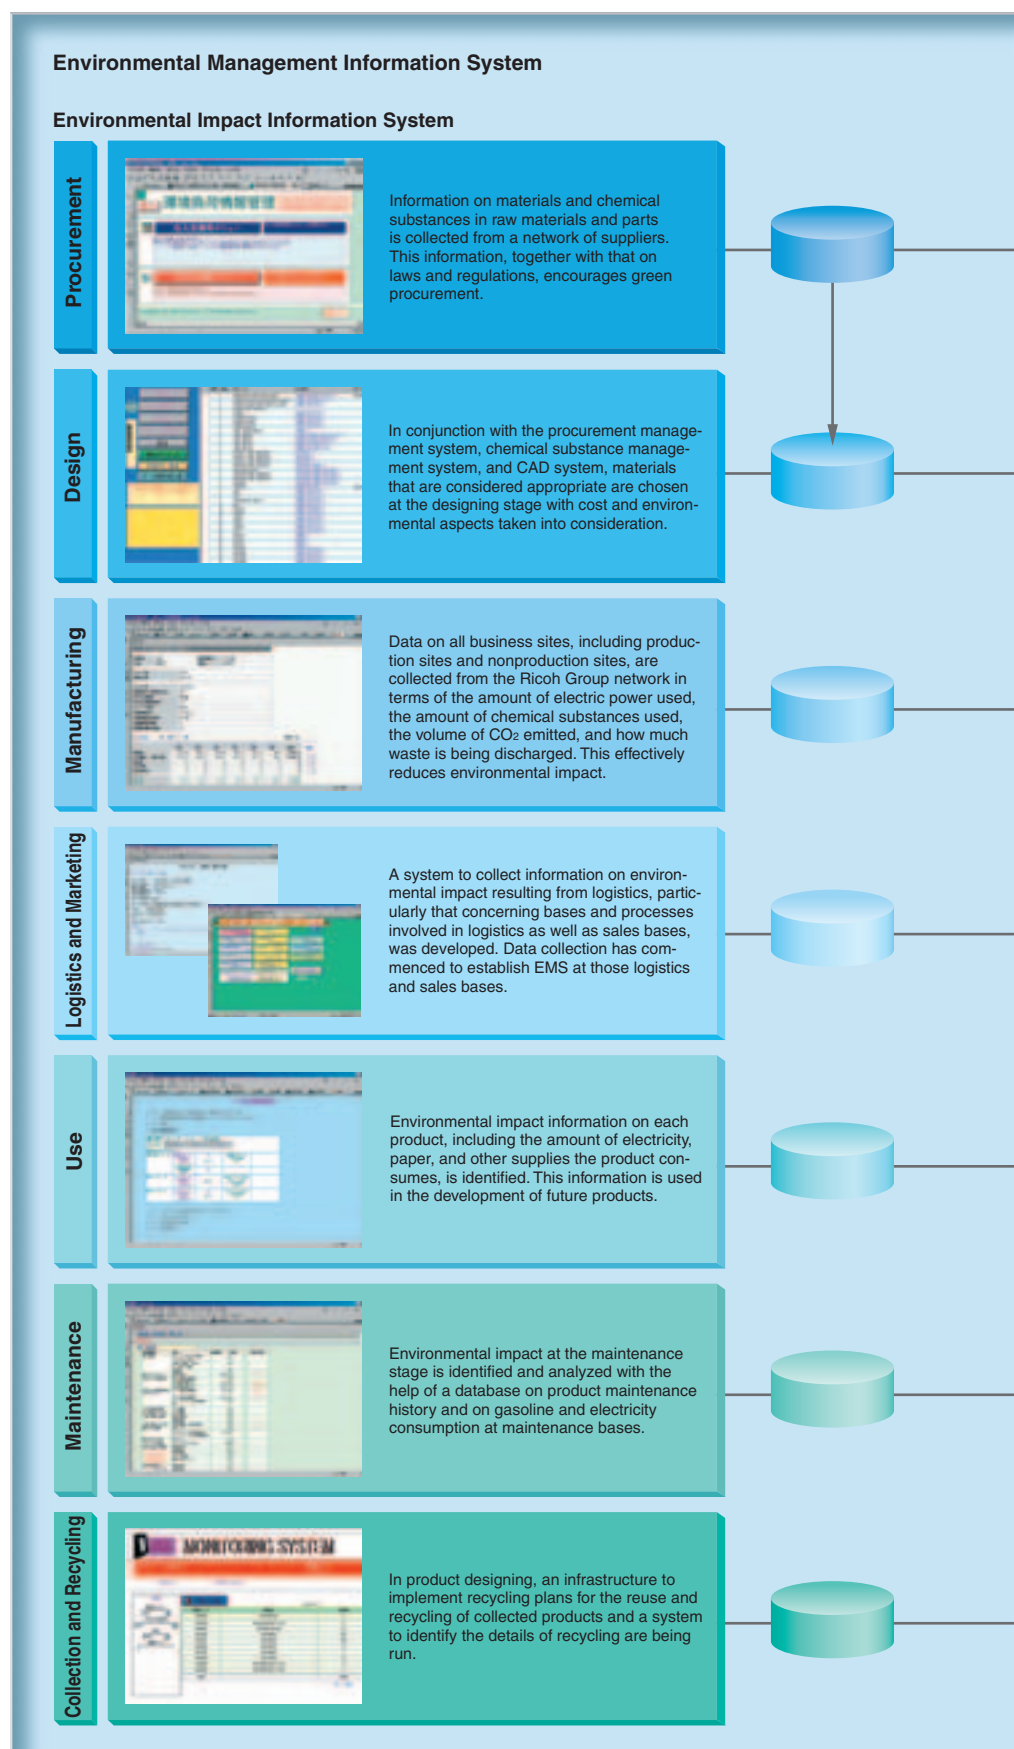 Environmental Management Information System
Environmental Impact Information System
Procurement
環境負荷情報管理
Information on materials and chemical
substances in raw materials and parts
is collected from a network of suppliers.
This information, together with that on
laws and regulations, encourages green
procurement.
Design
In conjunction with the procurement manage-
ment system, chemical substance manage-
ment system, and CAD system, materials
that are considered appropriate are chosen
at the designing stage with cost and environ-
mental aspects taken into consideration.
Manufacturing
Data on all business sites, including produc-
tion sites and nonproduction sites, are
collected from the Ricoh Group network in
terms of the amount of electric power used,
the amount of chemical substances used,
the volume of CO2 emitted, and how much
waste is being discharged. This effectively
reduces environmental impact.
Logistics and Marketing
A system to collect information on environ-
mental impact resulting from logistics, partic-
ularly that concerning bases and processes
involved in logistics as well as sales bases,
was developed. Data collection has com-
menced to establish EMS at those logistics
and sales bases.
Use
Environmental impact information on each
product, including the amount of electricity,
paper, and other supplies the product con-
sumes, is identified. This information is used
in the development of future products.
Maintenance
Environmental impact at the maintenance
stage is identified and analyzed with the
help of a database on product maintenance
history and on gasoline and electricity
consumption at maintenance bases.
Collection and Recycling
MONITORING SYSTEM
In product designing, an infrastructure to
implement recycling plans for the reuse and
recycling of collected products and a system
to identify the details of recycling are being
run.